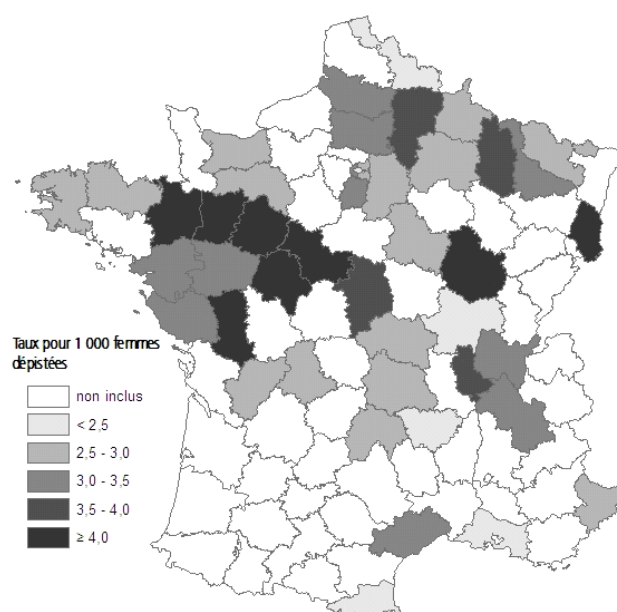 Taux pour 1 000 femmes
dépistées
non inclus
< 2,5
2,5 - 3,0
3,0 - 3,5
3,5 - 4,0
≥ 4,0